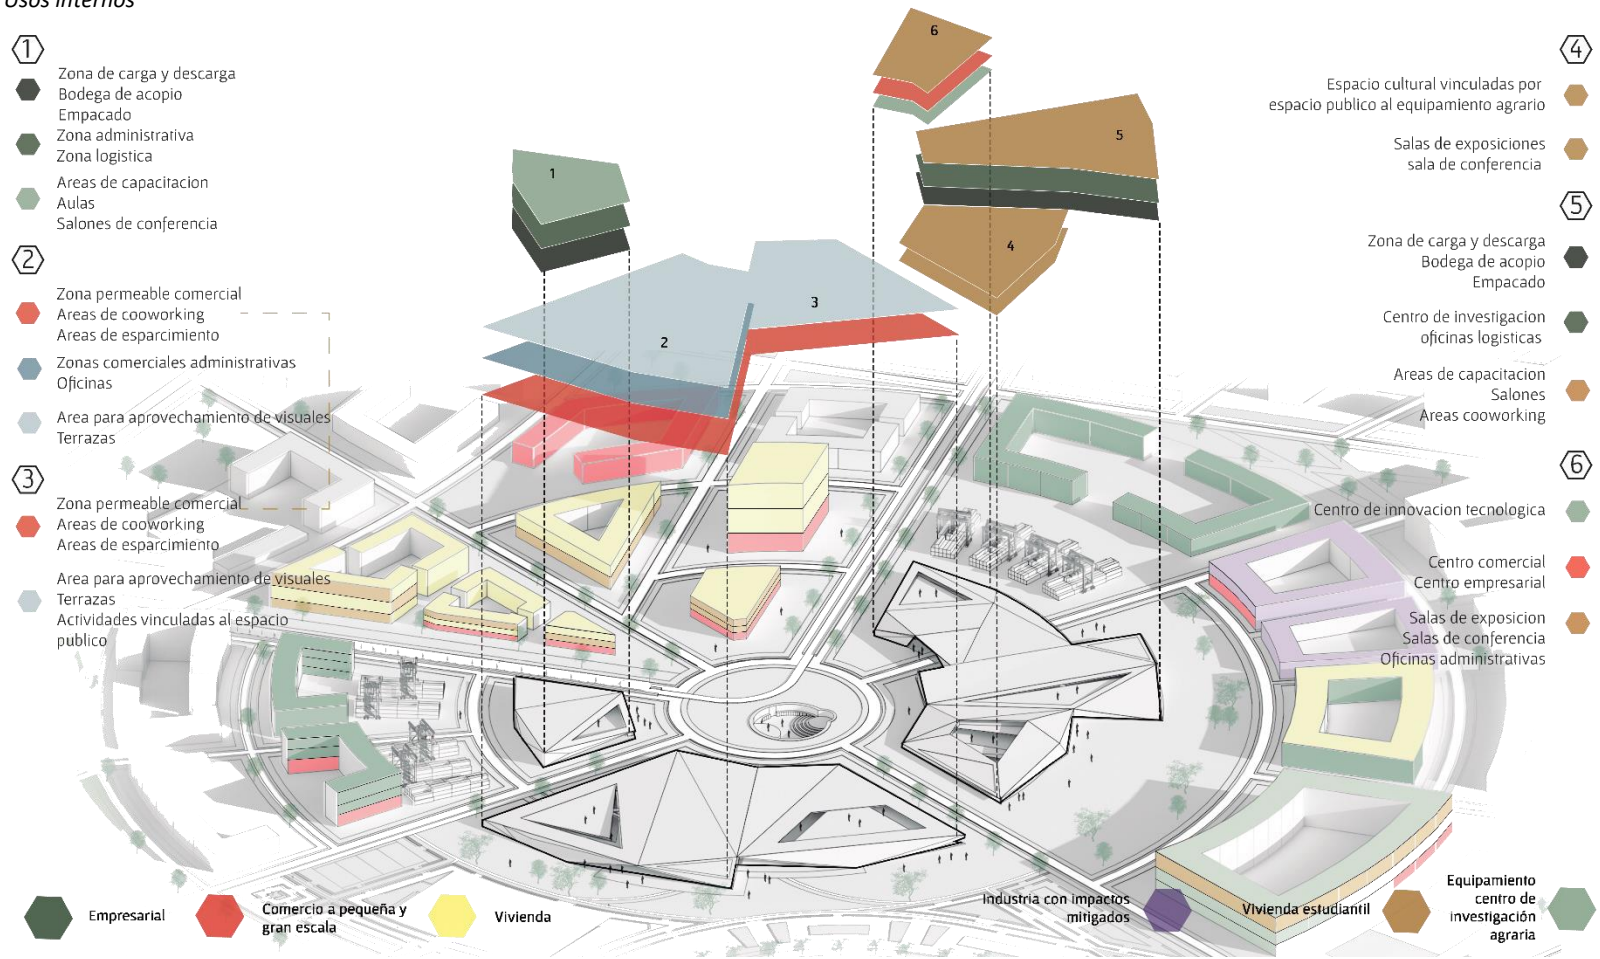 Usos internos
1
Zona de carga y descarga
Bodega de acopio
Empacado
Zona administrativa
Zona logistica
Areas de capacitacion
Aulas
Salones de conferencia
2
Zona permeable comercial
Areas de cooworking
Areas de esparcimiento
Zonas comerciales administrativas
Oficinas
Area para aprovechamiento de visuales
Terrazas
3
Zona permeable comercial
Areas de cooworking
Areas de esparcimiento
Area para aprovechamiento de visuales
Terrazas
Actividades vinculadas al espacio
publico
1
2
3
6
5
4
4
Espacio cultural vinculadas por
espacio publico al equipamiento agrario
Salas de exposiciones
sala de conferencia
5
Zona de carga y descarga
Bodega de acopio
Empacado
Centro de investigacion
oficinas logisticas
Areas de capacitacion
Salones
Areas cooworking
6
Centro de innovacion tecnologica
Centro comercial
Centro empresarial
Salas de exposicion
Salas de conferencia
Oficinas administrativas
Empresarial
Comercio a pequeña y
gran escala
Vivienda
Industria con impactos
mitigados
Vivienda estudiantil
Equipamiento
centro de
investigación
agraria